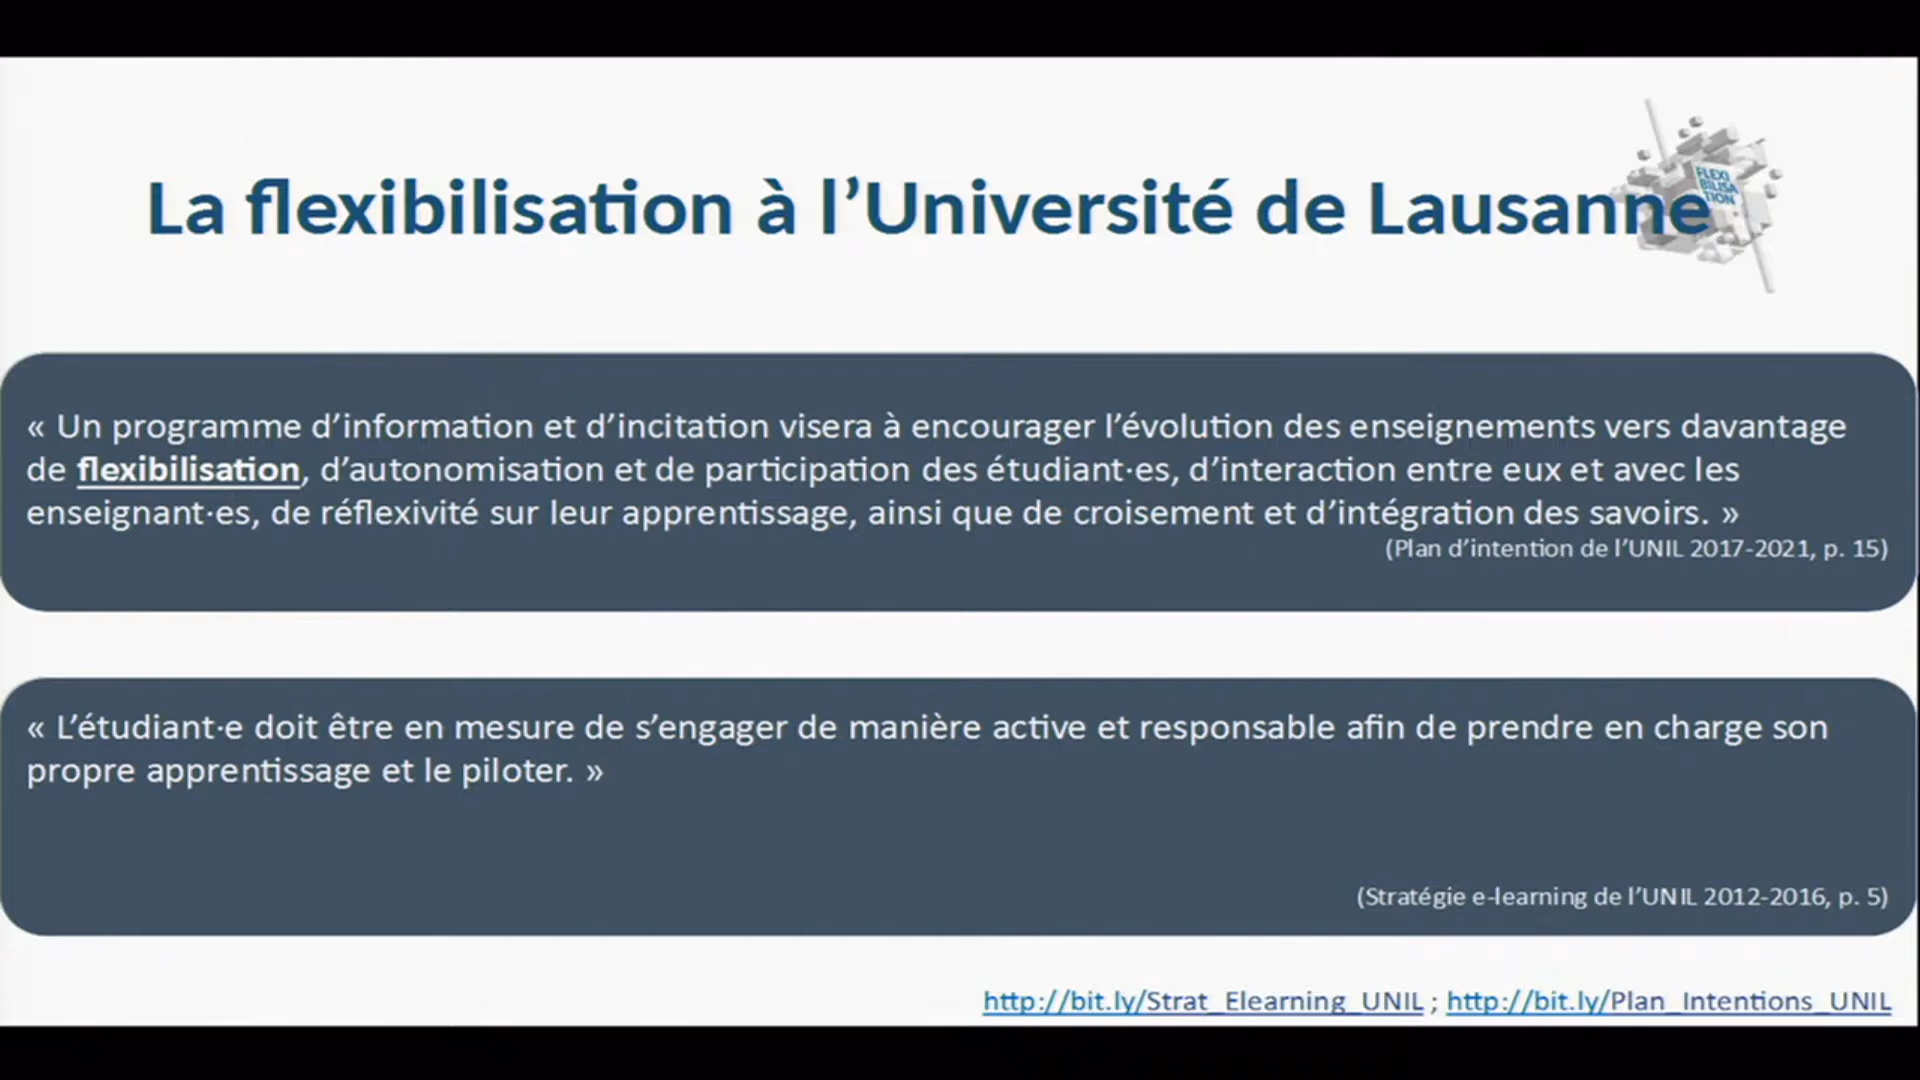 La flexibilisation à l’Université de Lausanne
FLEXI
BILISA
TION
« Un programme d’information et d’incitation visera à encourager l’évolution des enseignements vers davantage
de flexibilisation, d’autonomisation et de participation des étudiant·es, d’interaction entre eux et avec les
enseignant·es, de réflexivité sur leur apprentissage, ainsi que de croisement et d’intégration des savoirs. »
(Plan d’intention de l’UNIL 2017-2021, p. 15)
« L’étudiant·e doit être en mesure de s’engager de manière active et responsable afin de prendre en charge son
propre apprentissage et le piloter. »
(Stratégie e-learning de l’UNIL 2012-2016, p. 5)
http://bit.ly/Strat_Elearning_UNIL ; http://bit.ly/Plan_Intentions_UNIL